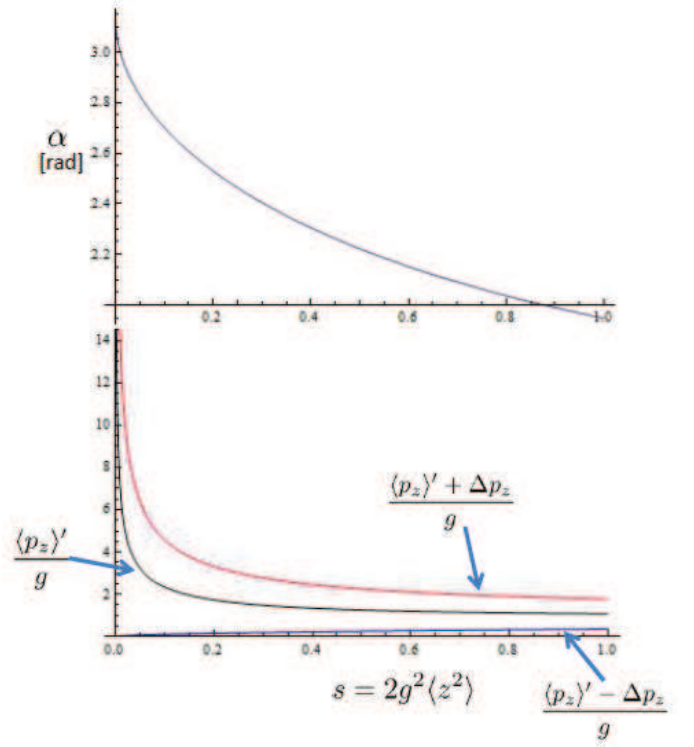 3.0
2.8
α
[rad]
2.6
2.4
2.2
0.2 0.4 0.6 0.8 1.0
14
12
10
8
6
4
2
0.0 0.2 0.4 0.6 0.8 1.0
⟨p_z⟩′ + Δp_z
g
⟨p_z⟩′
g
s = 2g²⟨z²⟩
⟨p_z⟩′ − Δp_z
g